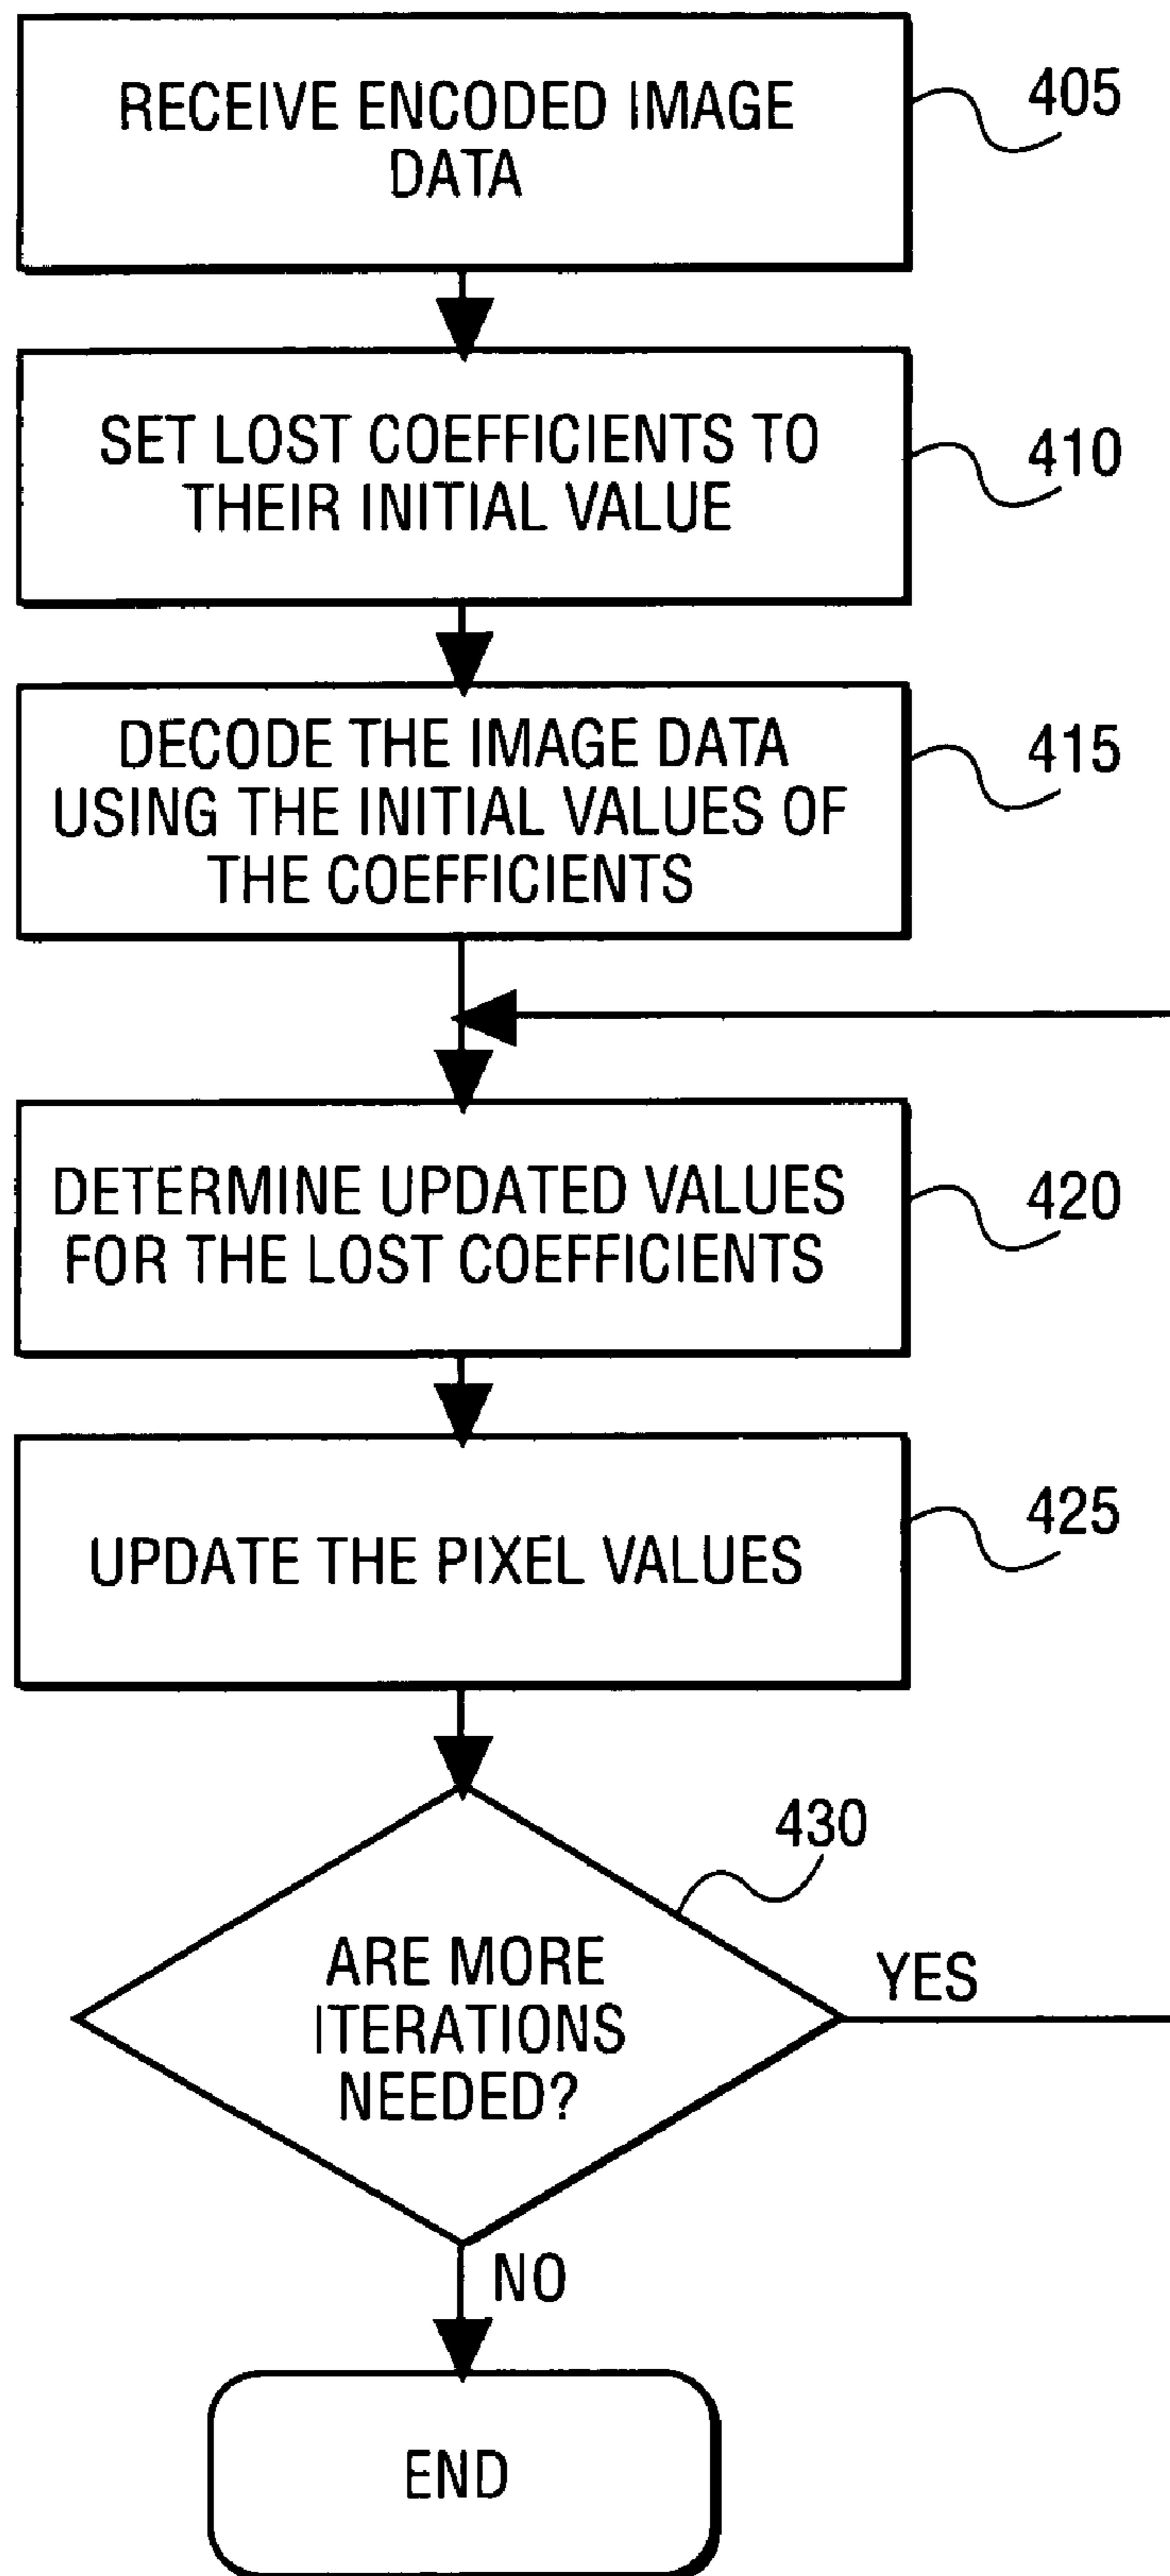 RECEIVE ENCODED IMAGE
DATA
405
SET LOST COEFFICIENTS TO
THEIR INITIAL VALUE
410
DECODE THE IMAGE DATA
USING THE INITIAL VALUES OF
THE COEFFICIENTS
415
DETERMINE UPDATED VALUES
FOR THE LOST COEFFICIENTS
420
UPDATE THE PIXEL VALUES
425
430
ARE MORE
ITERATIONS
NEEDED?
YES
NO
END